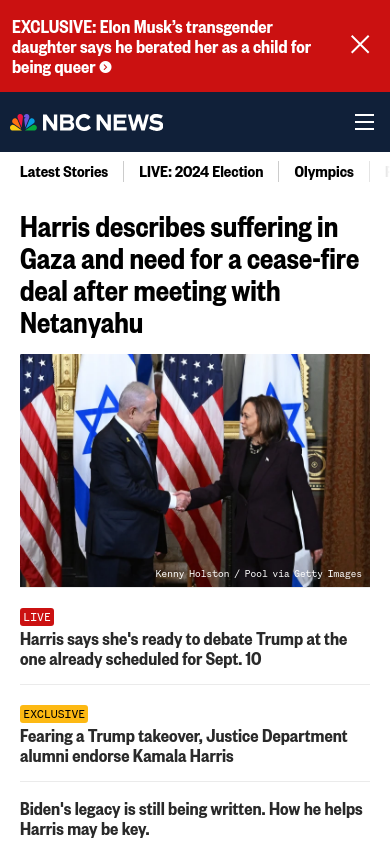 EXCLUSIVE: Elon Musk’s transgender
daughter says he berated her as a child for
being queer
NBC NEWS
Latest Stories
LIVE: 2024 Election
Olympics
Harris describes suffering in
Gaza and need for a cease-fire
deal after meeting with
Netanyahu
Kenny Holston / Pool via Getty Images
LIVE
Harris says she's ready to debate Trump at the
one already scheduled for Sept. 10
EXCLUSIVE
Fearing a Trump takeover, Justice Department
alumni endorse Kamala Harris
Biden's legacy is still being written. How he helps
Harris may be key.